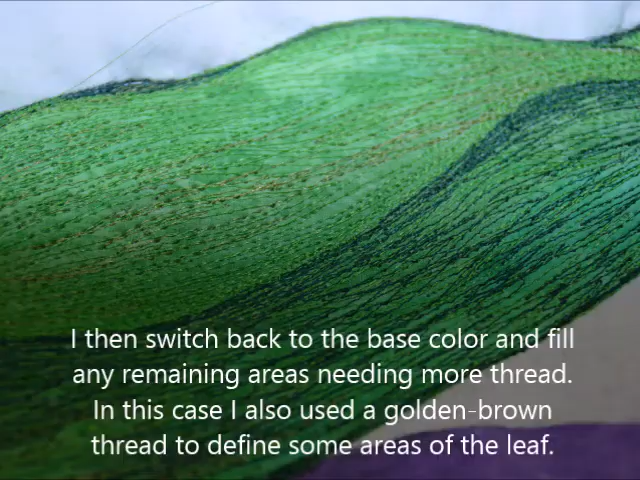 I then switch back to the base color and fill
any remaining areas needing more thread.
In this case I also used a golden-brown
thread to define some areas of the leaf.